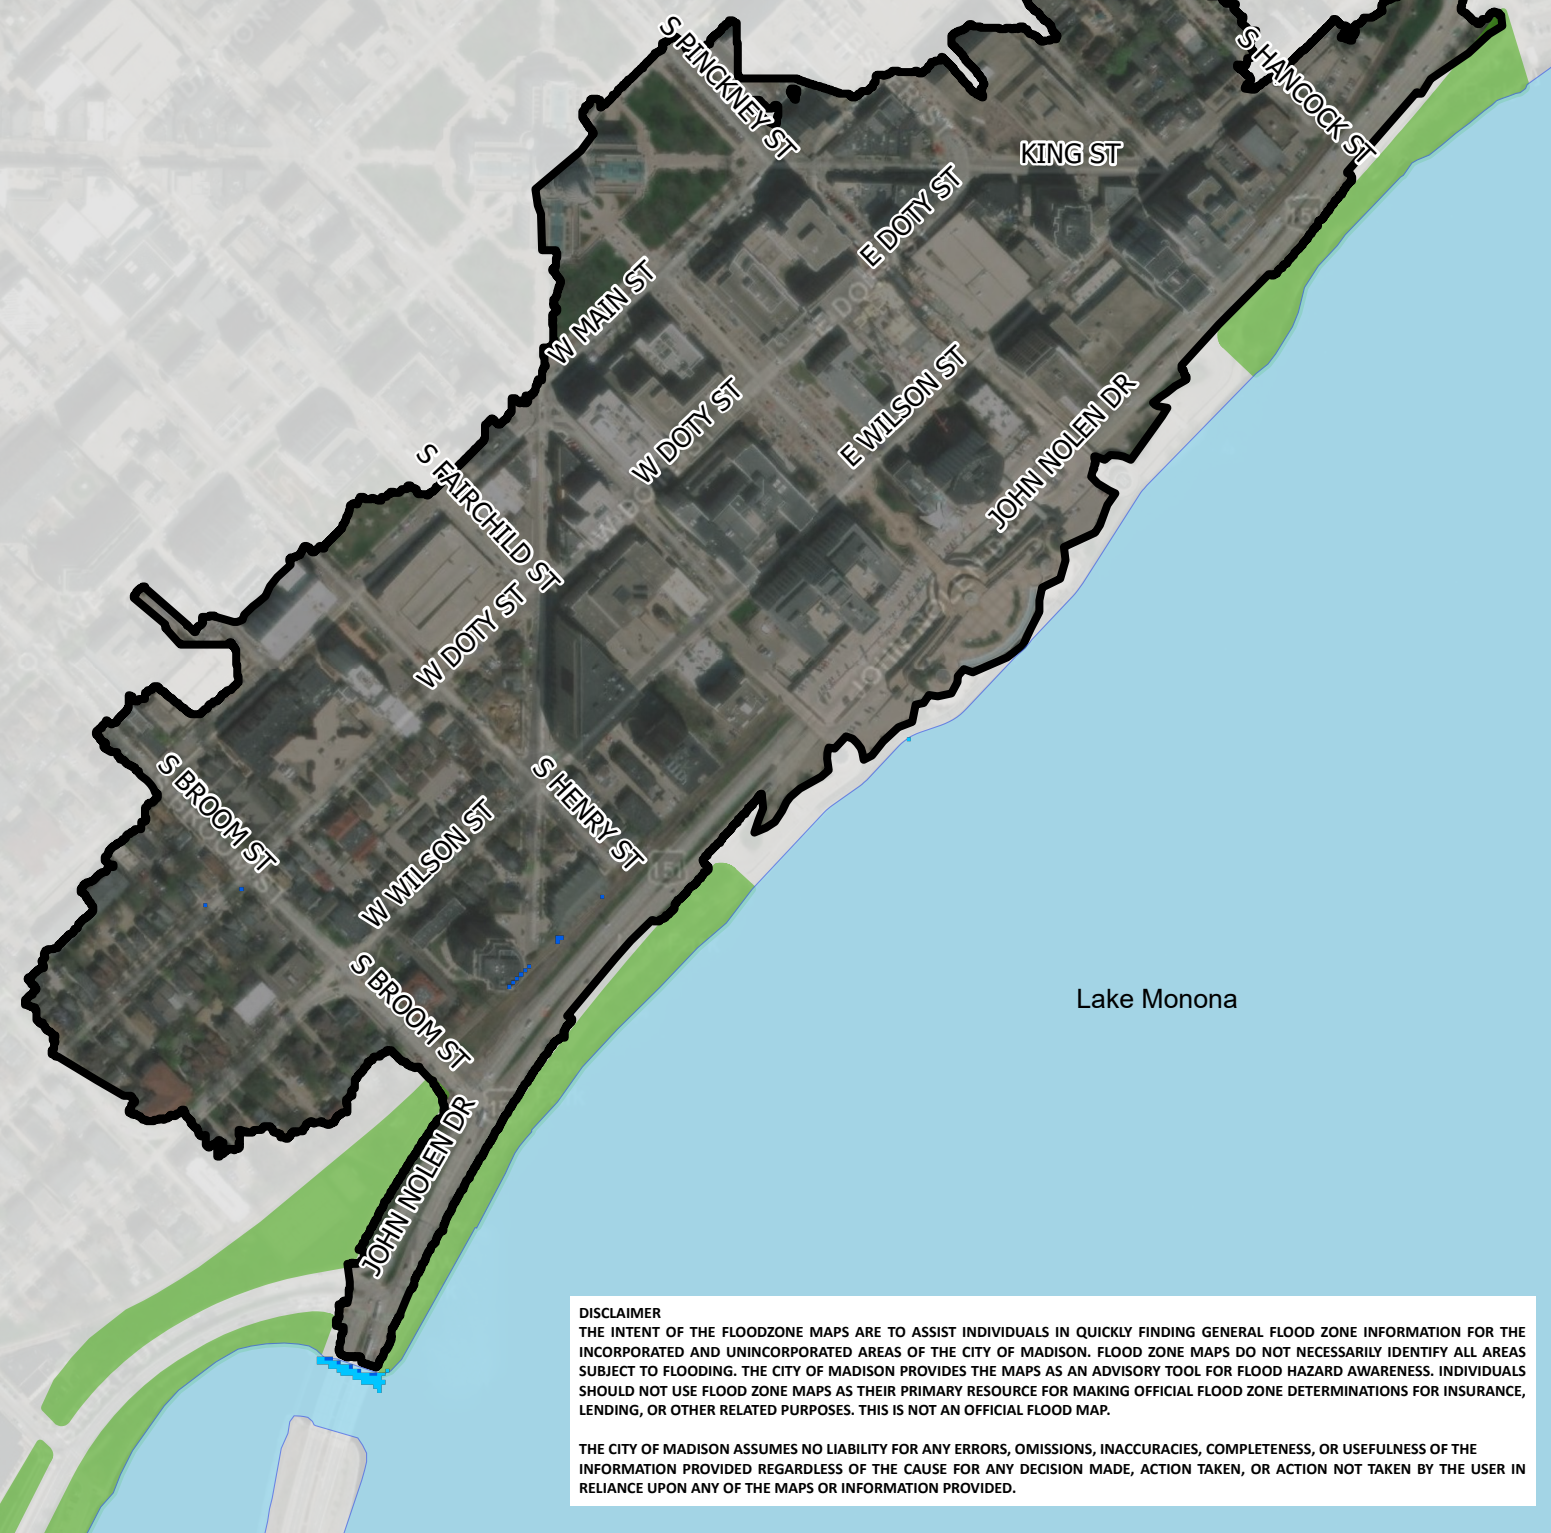 S PINCKNEY ST
S HANCOCK ST
KING ST
E DOTY ST
W MAIN ST
E WILSON ST
W DOTY ST
JOHN NOLEN DR
S FAIRCHILD ST
W DOTY ST
S BROOM ST
S HENRY ST
W WILSON ST
151
S BROOM ST
Lake Monona
JOHN NOLEN DR
DISCLAIMER
THE INTENT OF THE FLOODZONE MAPS ARE TO ASSIST INDIVIDUALS IN QUICKLY FINDING GENERAL FLOOD ZONE INFORMATION FOR THE
INCORPORATED AND UNINCORPORATED AREAS OF THE CITY OF MADISON. FLOOD ZONE MAPS DO NOT NECESSARILY IDENTIFY ALL AREAS
SUBJECT TO FLOODING. THE CITY OF MADISON PROVIDES THE MAPS AS AN ADVISORY TOOL FOR FLOOD HAZARD AWARENESS. INDIVIDUALS
SHOULD NOT USE FLOOD ZONE MAPS AS THEIR PRIMARY RESOURCE FOR MAKING OFFICIAL FLOOD ZONE DETERMINATIONS FOR INSURANCE,
LENDING, OR OTHER RELATED PURPOSES. THIS IS NOT AN OFFICIAL FLOOD MAP.
THE CITY OF MADISON ASSUMES NO LIABILITY FOR ANY ERRORS, OMISSIONS, INACCURACIES, COMPLETENESS, OR USEFULNESS OF THE
INFORMATION PROVIDED REGARDLESS OF THE CAUSE FOR ANY DECISION MADE, ACTION TAKEN, OR ACTION NOT TAKEN BY THE USER IN
RELIANCE UPON ANY OF THE MAPS OR INFORMATION PROVIDED.